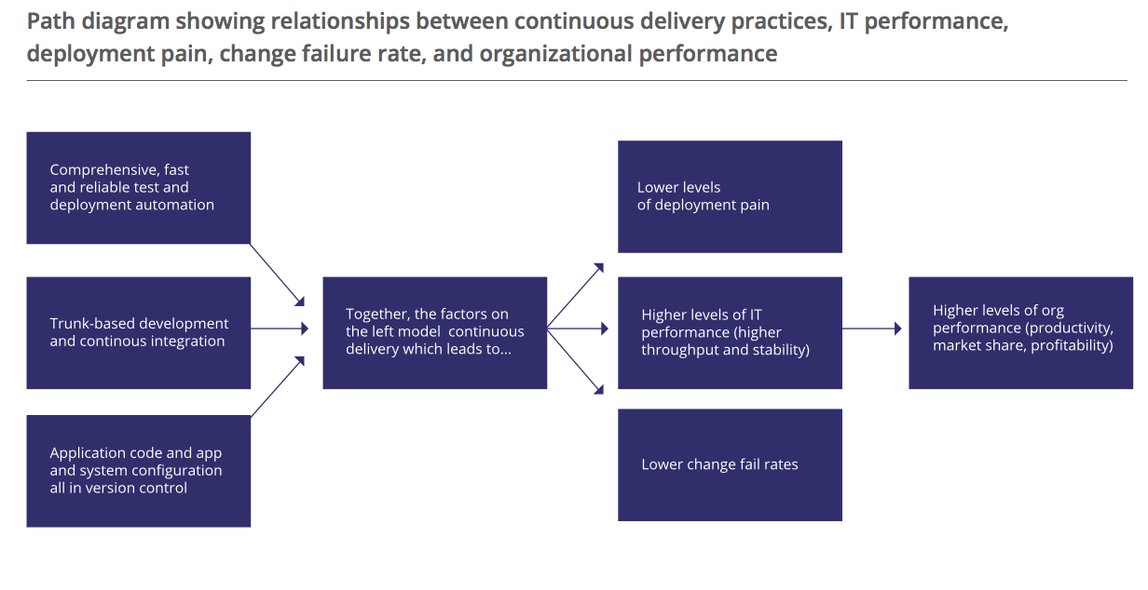 Path diagram showing relationships between continuous delivery practices, IT performance,
deployment pain, change failure rate, and organizational performance
Comprehensive, fast
and reliable test and
deployment automation
Trunk-based development
and continous integration
Application code and app
and system configuration
all in version control
Together, the factors on
the left model  continuous
delivery which leads to...
Lower levels
of deployment pain
Higher levels of IT
performance (higher
throughput and stability)
Lower change fail rates
Higher levels of org
performance (productivity,
market share, profitability)